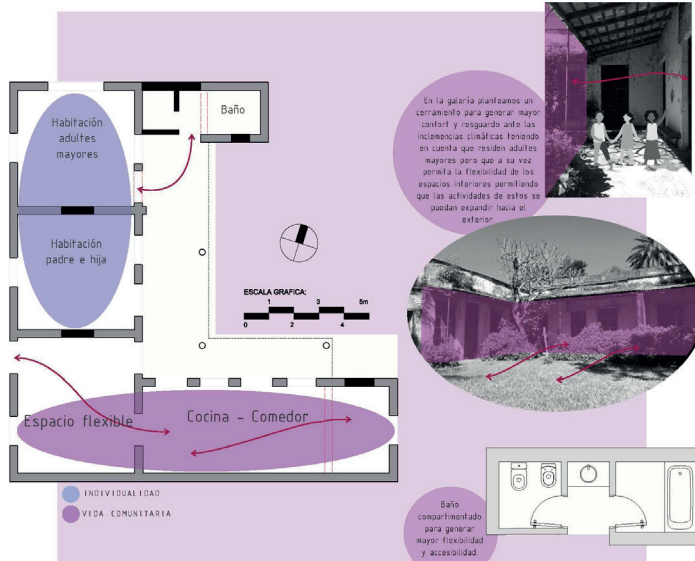 Habitación
adultes
mayores
Baño
Habitación
padre e hija
Espacio flexible
Cocina - Comedor
INDIVIDUALIDAD
VIDA COMUNITARIA
ESCALA GRAFICA:
1 3 5m
0 2 4
En la galería planteamos un
cerramiento para generar mayor
confort y resguardo ante las
inclemencias climáticas teniendo
en cuenta que residen adultes
mayores pero que a su vez
permita la flexibilidad de los
espacios interiores permitiendo
que las actividades de estos se
puedan expandir hacia el
exterior.
Baño
compartimentado
para generar
mayor flexibilidad
y accesibilidad.